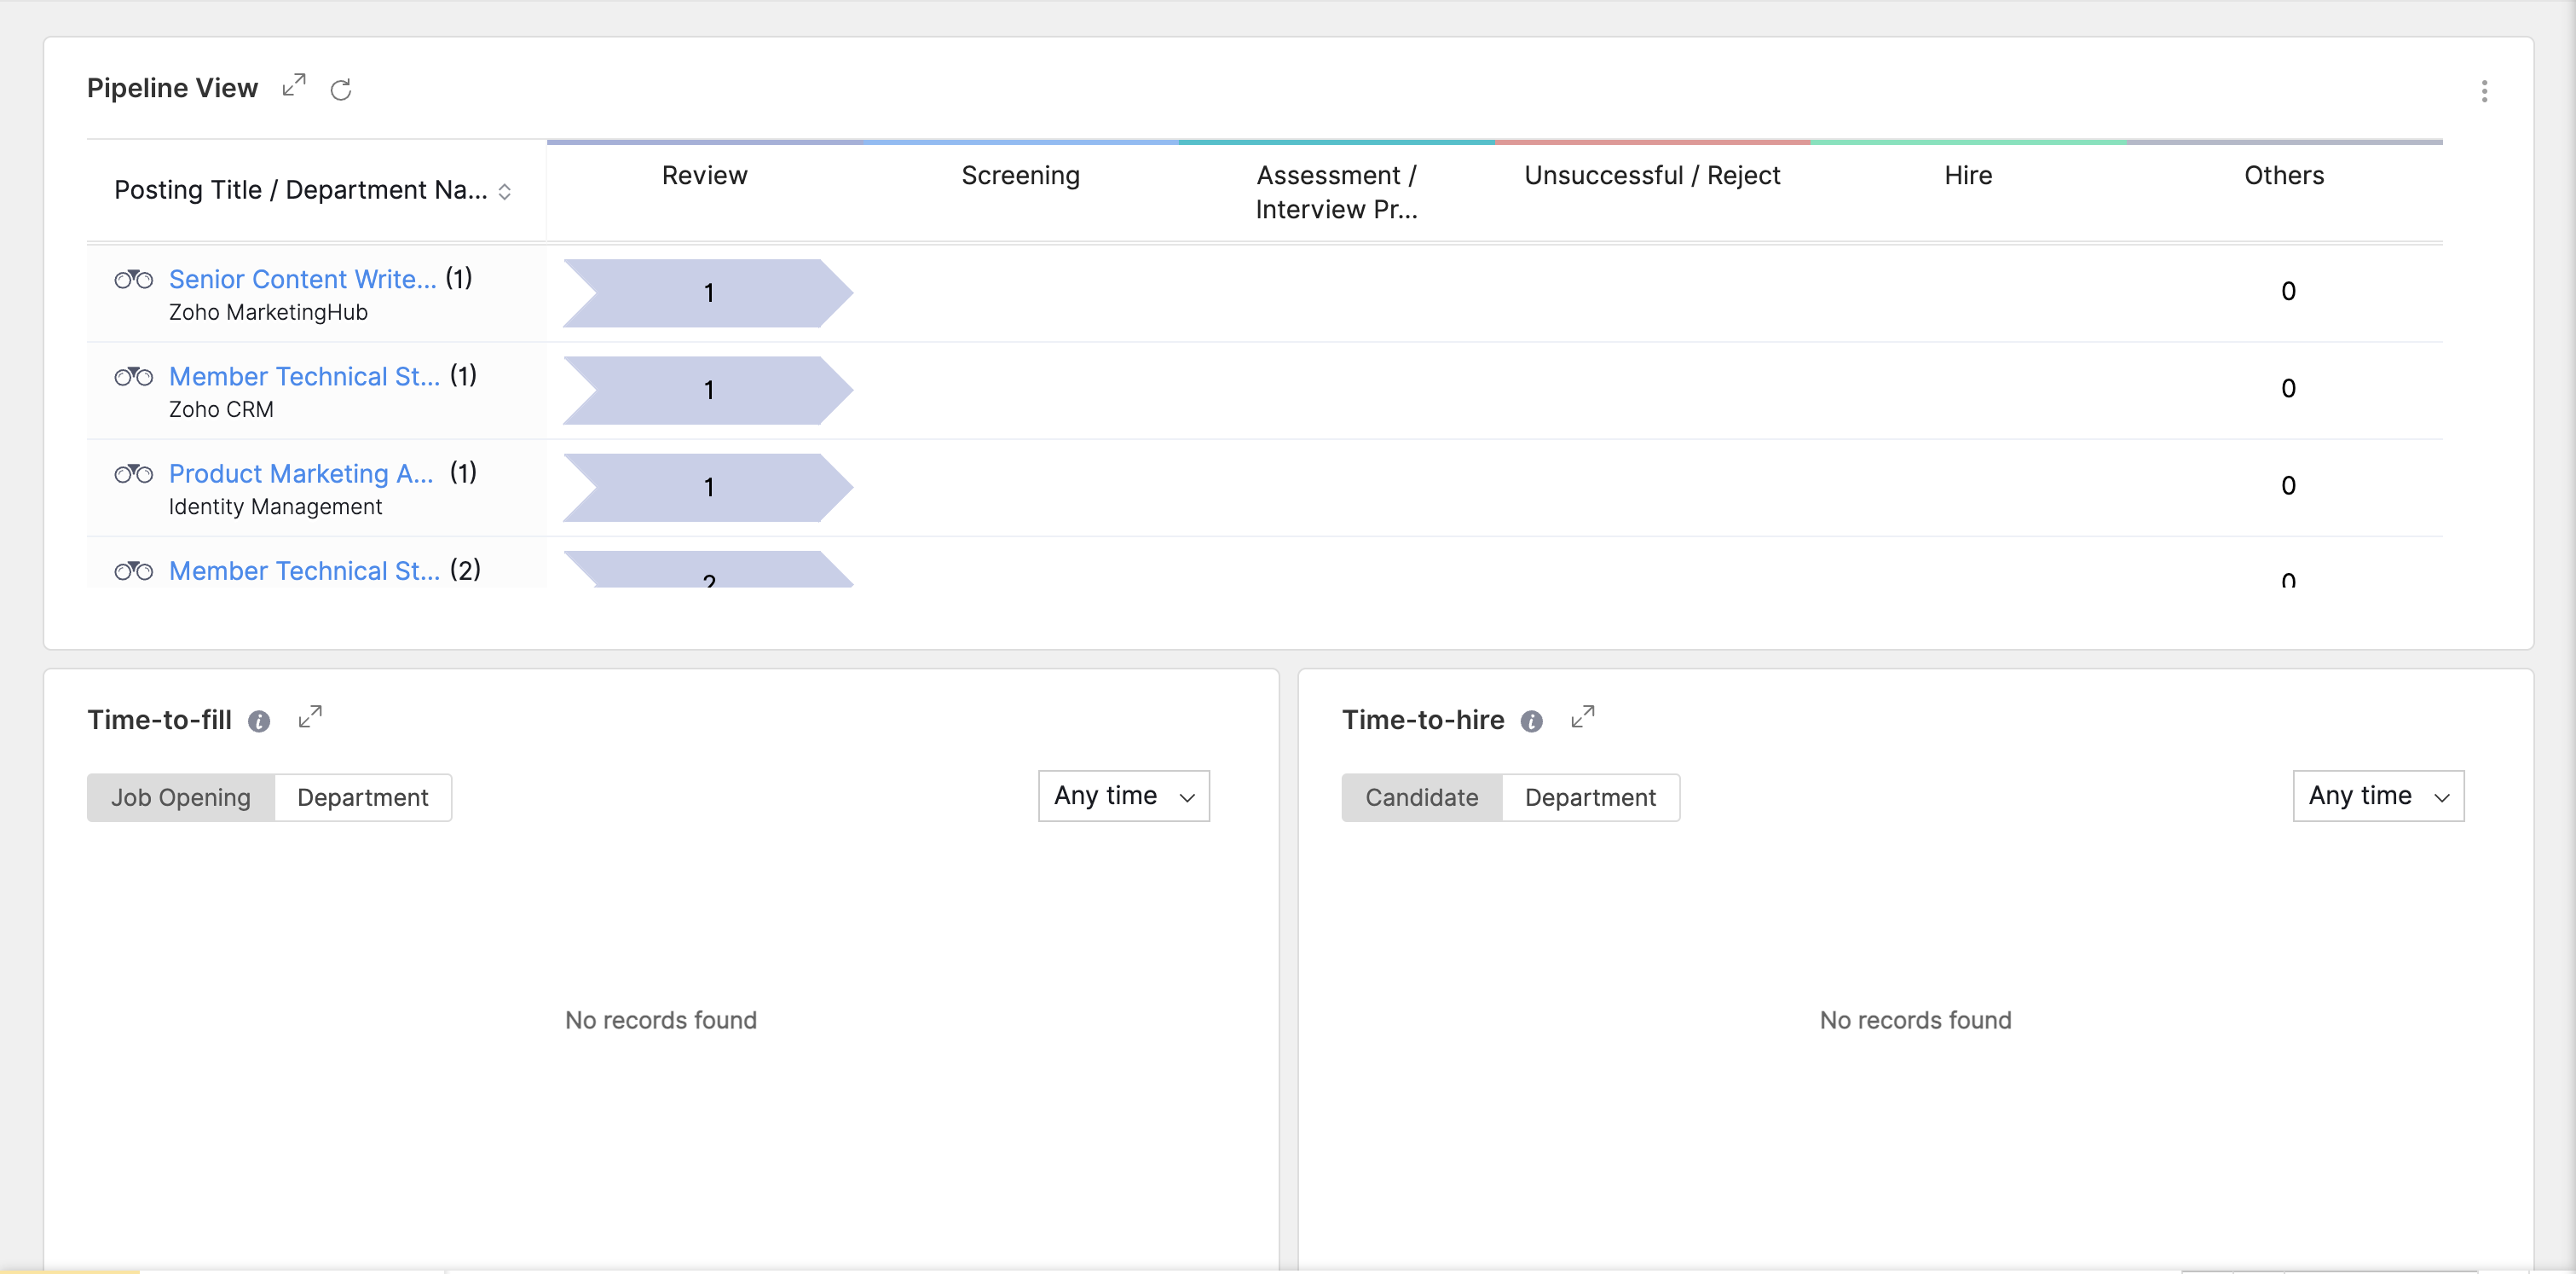 Pipeline View
Posting Title / Department Na...
Review
Screening
Assessment /
Interview Pr...
Unsuccessful / Reject
Hire
Others
Senior Content Write... (1)
Zoho MarketingHub
1
0
Member Technical St... (1)
Zoho CRM
1
0
Product Marketing A... (1)
Identity Management
1
0
Member Technical St... (2)
2
0
Time-to-fill
Job Opening
Department
Any time
No records found
Time-to-hire
Candidate
Department
Any time
No records found